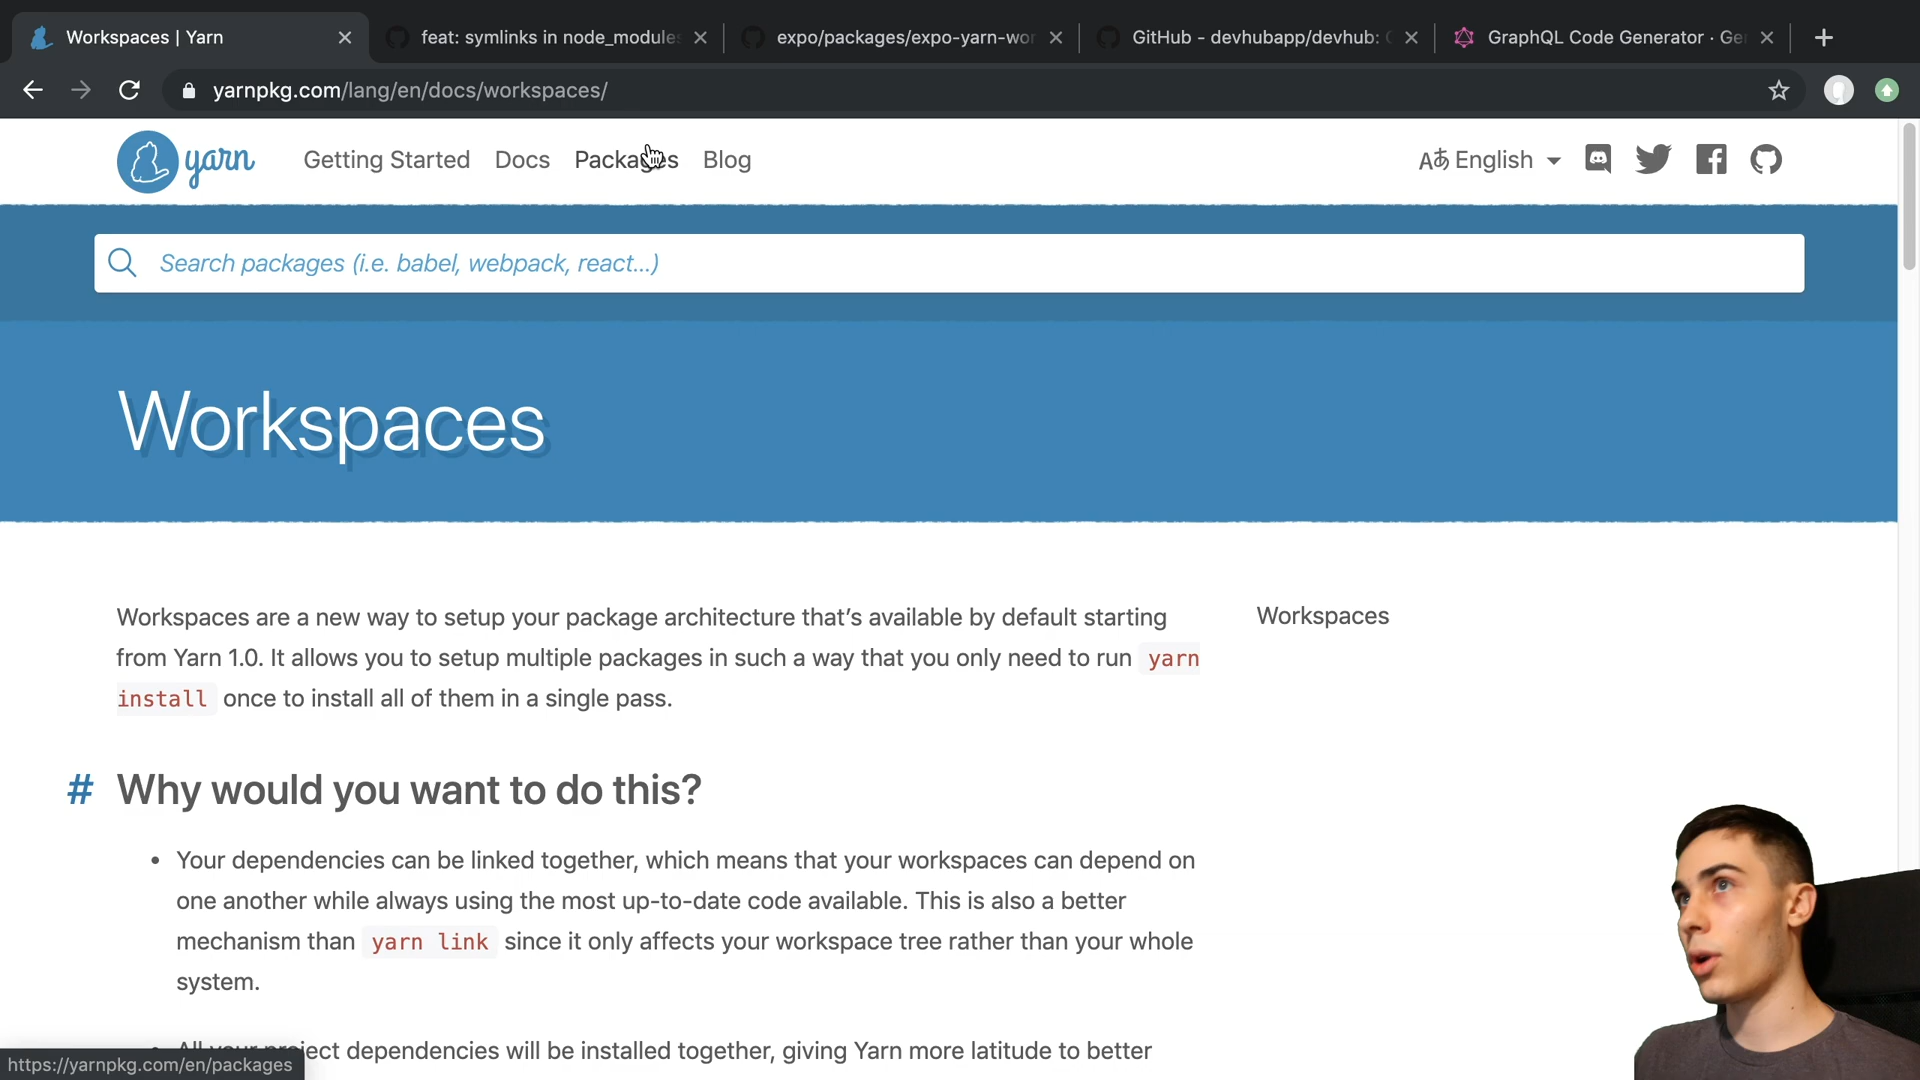 Workspaces | Yarn
feat: symlinks in node_modules
expo/packages/expo-yarn-wor
GitHub - devhubapp/devhub:
GraphQL Code Generator · Ge
yarnpkg.com/lang/en/docs/workspaces/
yarn
Getting Started
Docs
Packages
Blog
Aあ English
Search packages (i.e. babel, webpack, react...)
Workspaces
Workspaces are a new way to setup your package architecture that’s available by default starting
from Yarn 1.0. It allows you to setup multiple packages in such a way that you only need to run yarn
install once to install all of them in a single pass.
Workspaces
# Why would you want to do this?
• Your dependencies can be linked together, which means that your workspaces can depend on
one another while always using the most up-to-date code available. This is also a better
mechanism than yarn link since it only affects your workspace tree rather than your whole
system.
• All your project dependencies will be installed together, giving Yarn more latitude to better
https://yarnpkg.com/en/packages